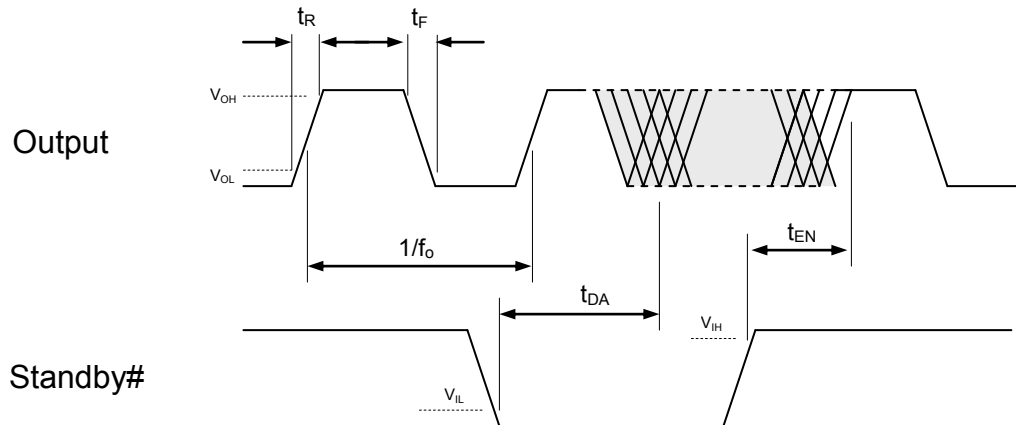 tR
tF
VOH
Output
VOL
tEN
1/fo
tDA
VIH
Standby#
VIL